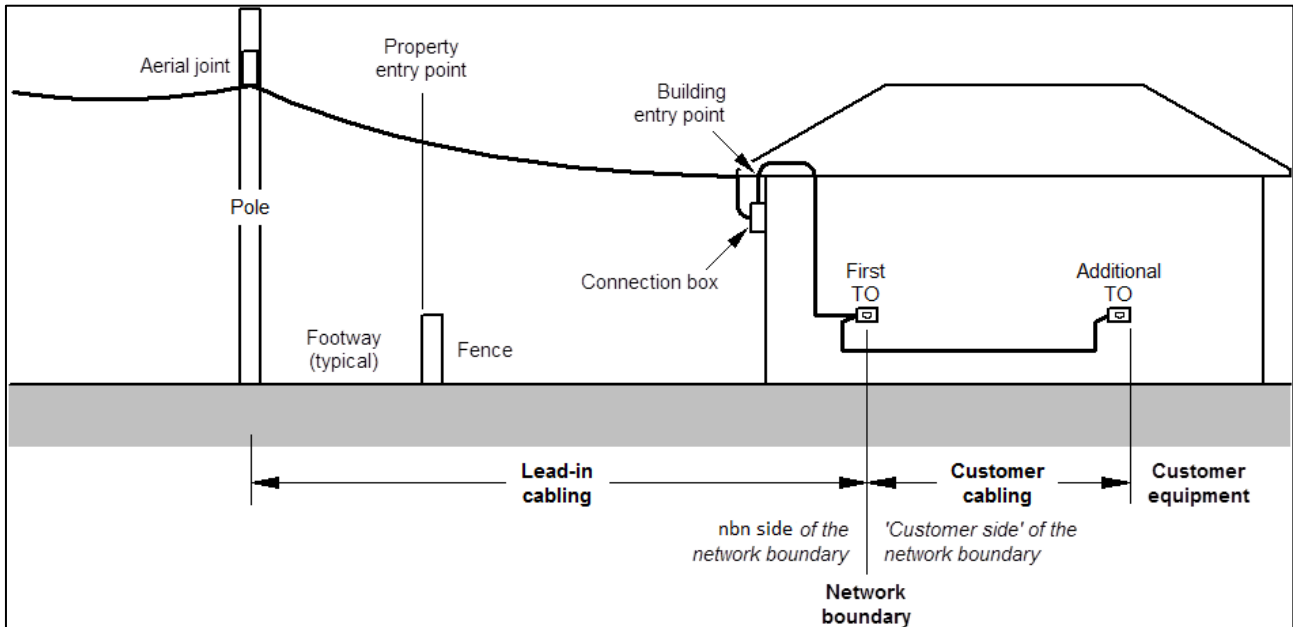 Aerial joint
Property
entry point
Building
entry point
Pole
Connection box
First
TO
Additional
TO
Footway
(typical)
Fence
Lead-in
cabling
Customer
cabling
Customer
equipment
nbn side of the
network boundary
'Customer side' of the
network boundary
Network
boundary